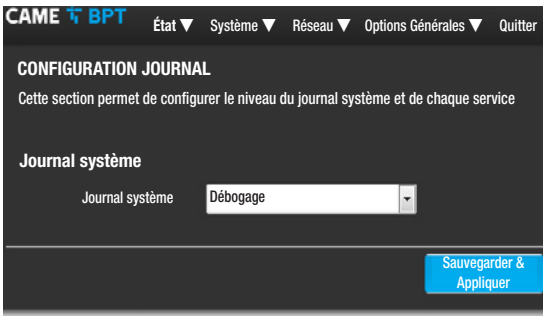 CAME BPT État ▼ Système ▼ Réseau ▼ Options Générales ▼ Quitter
CONFIGURATION JOURNAL
Cette section permet de configurer le niveau du journal système et de chaque service
Journal système
Journal système Débogage
Sauvegarder &
Appliquer